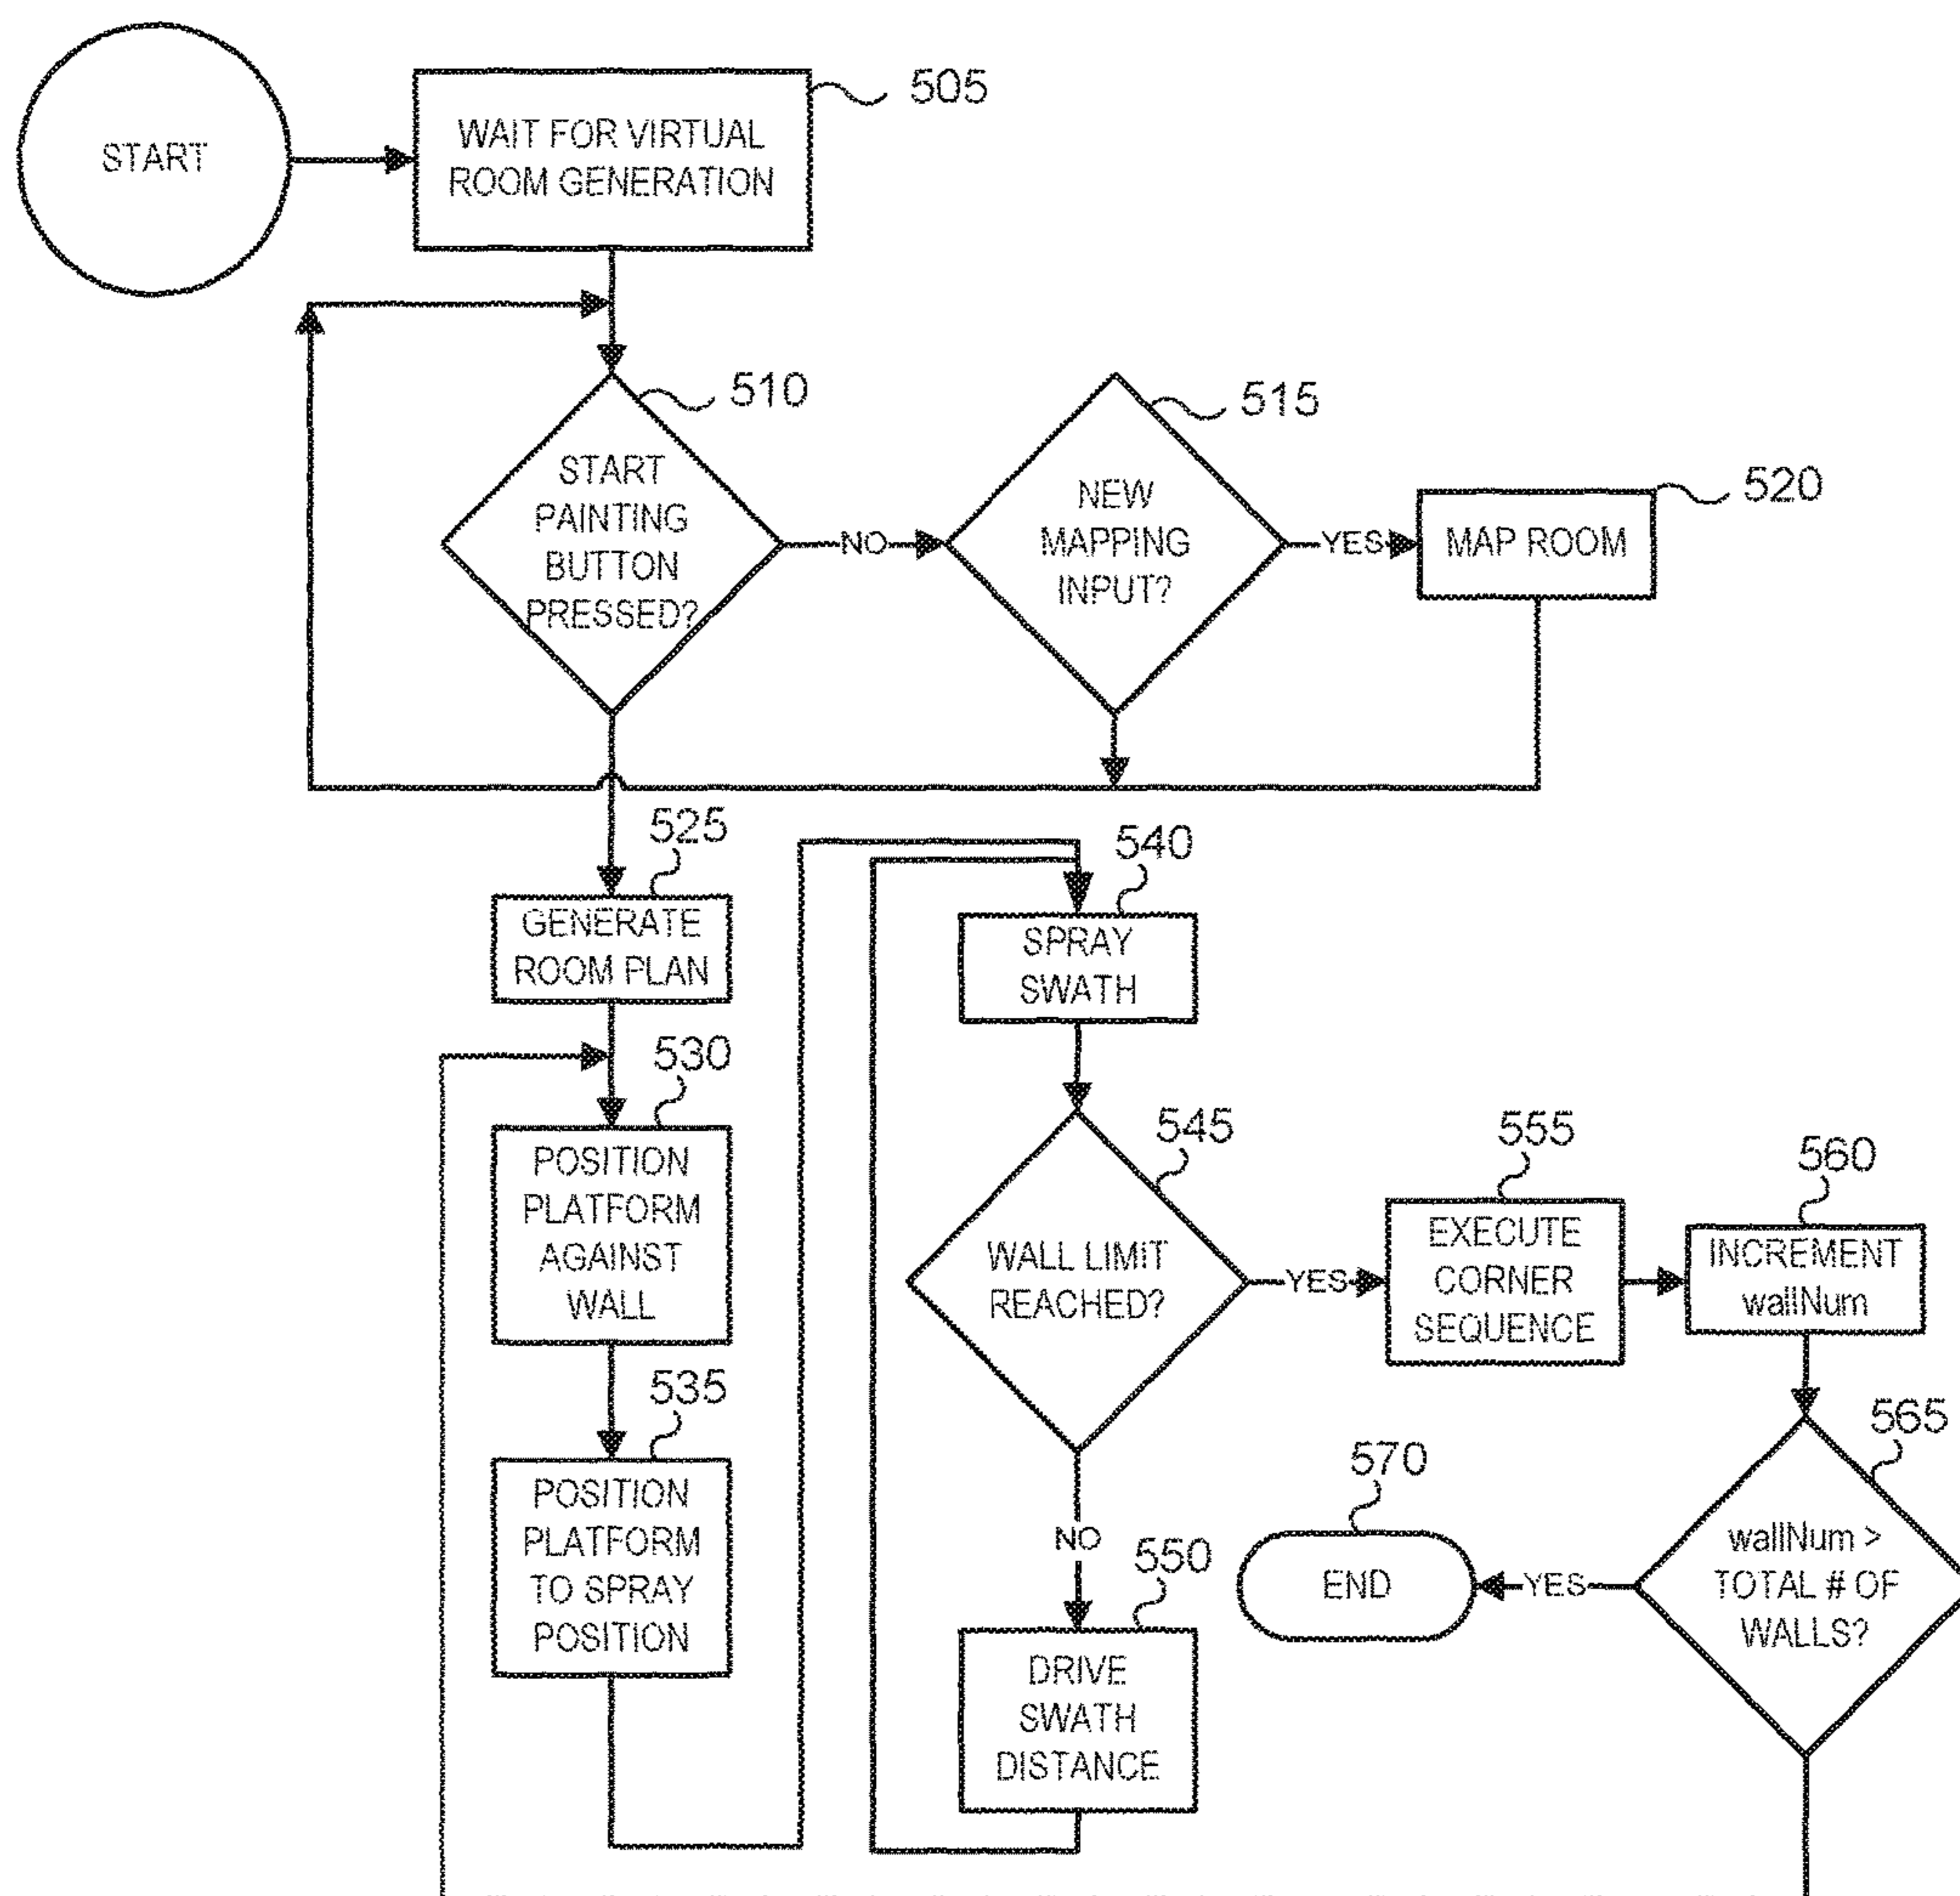 START
WAIT FOR VIRTUAL
ROOM GENERATION
505
START
PAINTING
BUTTON
PRESSED?
510
NO
NEW
MAPPING
INPUT?
515
YES
MAP ROOM
520
GENERATE
ROOM PLAN
525
POSITION
PLATFORM
AGAINST
WALL
530
POSITION
PLATFORM
TO SPRAY
POSITION
535
SPRAY
SWATH
540
WALL LIMIT
REACHED?
545
NO
DRIVE
SWATH
DISTANCE
550
YES
EXECUTE
CORNER
SEQUENCE
555
INCREMENT
wallNum
560
wallNum >
TOTAL # OF
WALLS?
565
YES
END
570